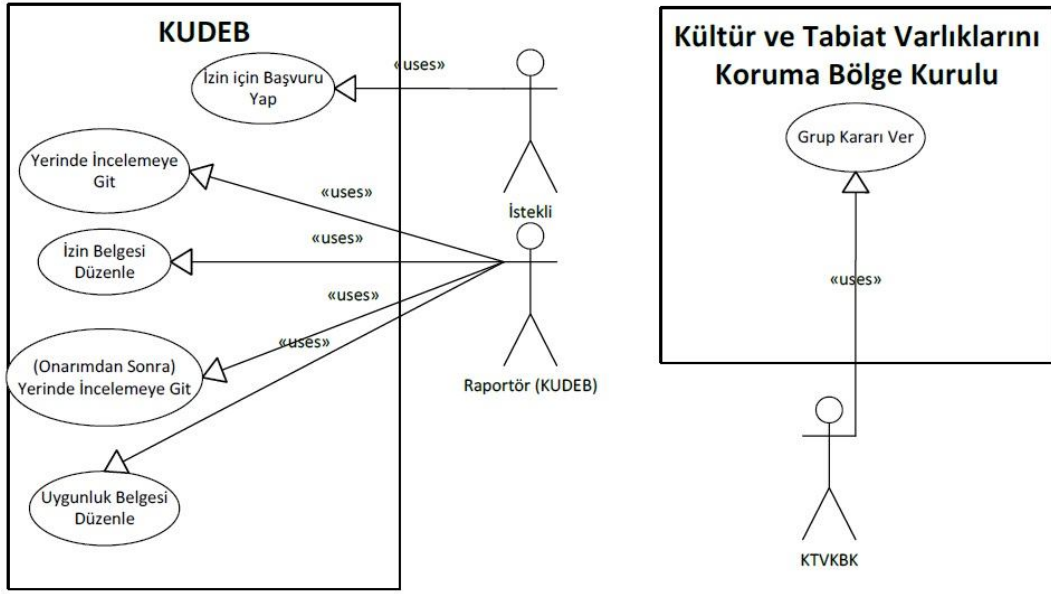 KUDEB
İzin için Başvuru
Yap
«uses»
Yerinde İncelemeye
Git
«uses»
İzin Belgesi
Düzenle
«uses»
«uses»
(Onarımdan Sonra)
Yerinde İncelemeye Git
«uses»
Uygunluk Belgesi
Düzenle
İstekli
Raportör (KUDEB)
Kültür ve Tabiat Varlıklarını
Koruma Bölge Kurulu
Grup Kararı Ver
«uses»
KTVKBK